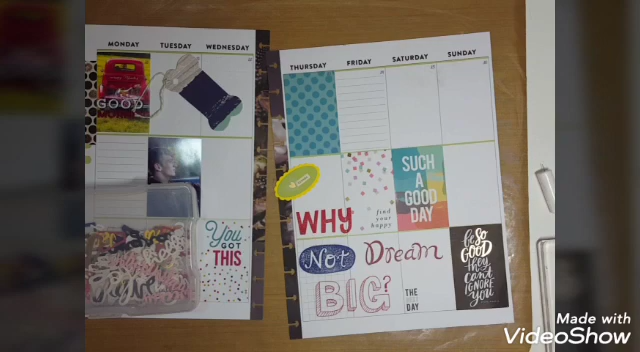 MONDAY TUESDAY WEDNESDAY
THURSDAY FRIDAY SATURDAY SUNDAY
GOOD
SUCH
A
GOOD
DAY
find
your
happy
WHY
You
GOT
THIS
Not Dream
BIG?
THE
DAY
be SO
GOOD
they
can't
IGNORE
YOU
Made with
VideoShow